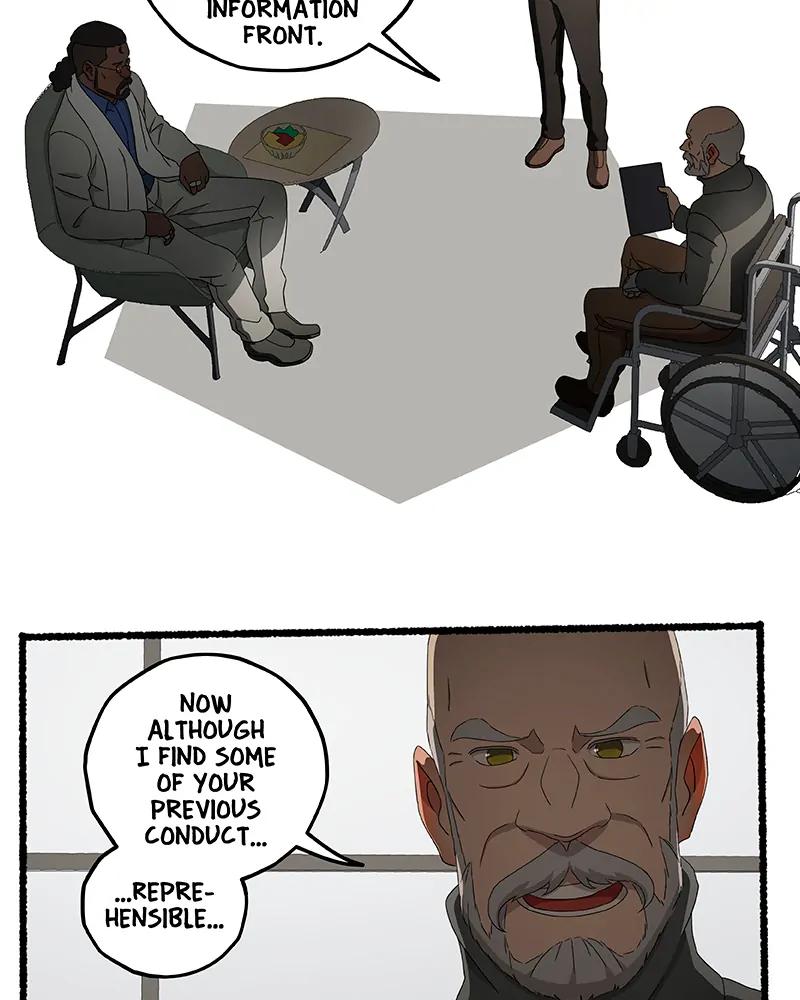 INFORMATION
FRONT.
NOW
ALTHOUGH
I FIND SOME
OF YOUR
PREVIOUS
CONDUCT...
...REPRE-
HENSIBLE...